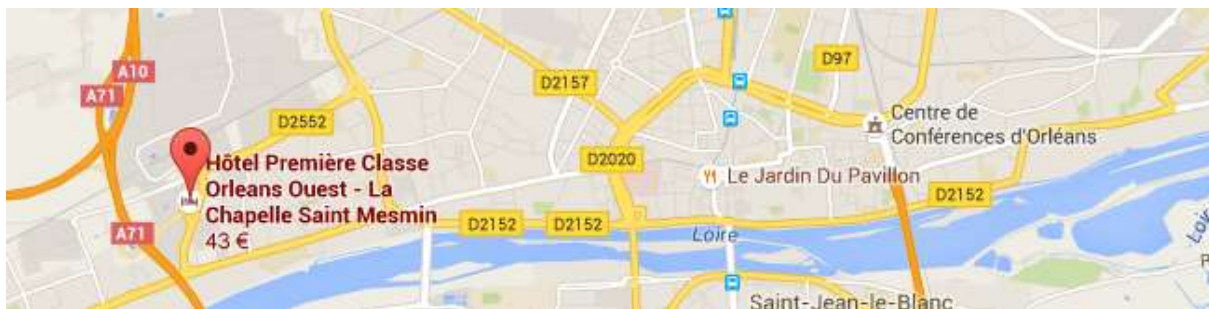 A10
A71
D2552
D2157
D97
Centre de
Conférences d'Orléans
Hôtel Première Classe
Orleans Ouest - La
Chapelle Saint Mesmin
43 €
D2020
Le Jardin Du Pavillon
D2152
A71
D2152
D2152
Loire
Saint-Jean-le-Blanc